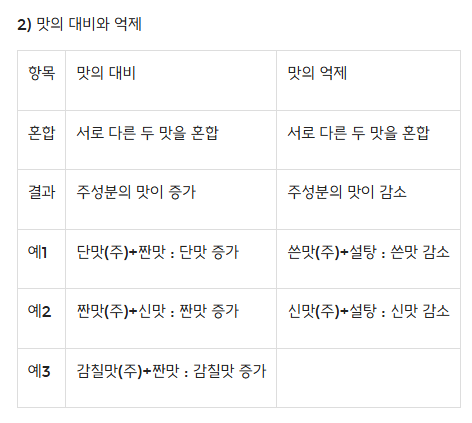 2) 맛의 대비와 억제
항목 맛의 대비 맛의 억제
혼합 서로 다른 두 맛을 혼합 서로 다른 두 맛을 혼합
결과 주성분의 맛이 증가 주성분의 맛이 감소
예1 단맛(주)+짠맛 : 단맛 증가 쓴맛(주)+설탕 : 쓴맛 감소
예2 짠맛(주)+신맛 : 짠맛 증가 신맛(주)+설탕 : 신맛 감소
예3 감칠맛(주)+짠맛 : 감칠맛 증가